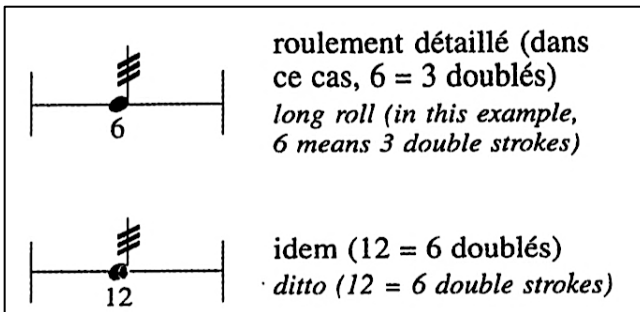 roulement détaillé (dans
ce cas, 6 = 3 doublés)
long roll (in this example,
6 means 3 double strokes)
6
idem (12 = 6 doublés)
ditto (12 = 6 double strokes)
12